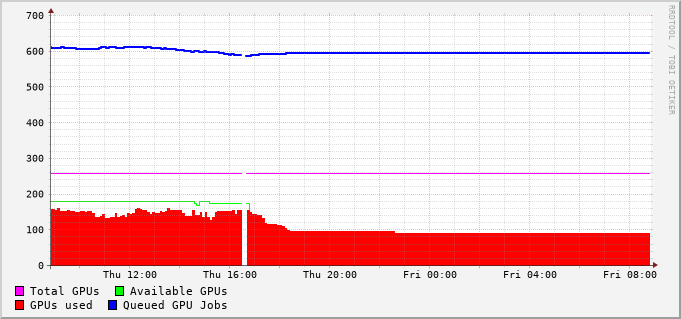 700
600
500
400
300
200
100
0
Thu 12:00 Thu 16:00 Thu 20:00 Fri 00:00 Fri 04:00 Fri 08:00
Total GPUs Available GPUs
GPUs used Queued GPU Jobs
RRDTOOL / TOBI OETIKER